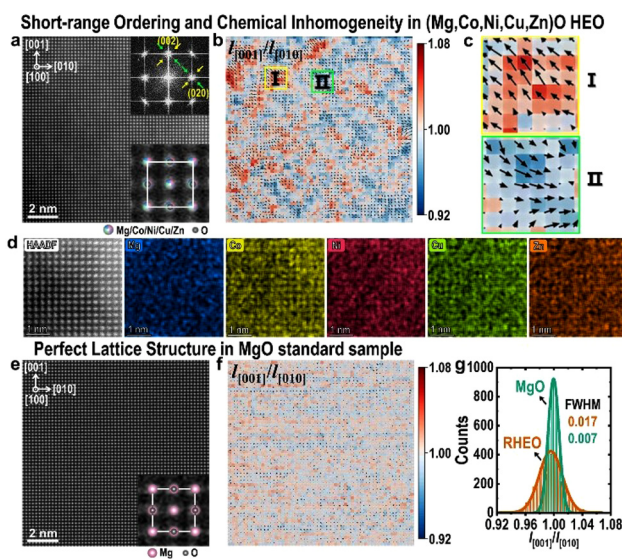 Short-range Ordering and Chemical Inhomogeneity in (Mg,Co,Ni,Cu,Zn)O HEO
a
[001]
[010]
[100]
(002)
(020)
2 nm
Mg/Co/Ni/Cu/Zn O
b
l[001]/l[010]
I
II
1.08
1.00
0.92
c
I
II
d
HAADF
Mg
Co
Ni
Cu
Zn
1 nm
1 nm
1 nm
1 nm
1 nm
1 nm
Perfect Lattice Structure in MgO standard sample
e
[001]
[010]
[100]
2 nm
Mg O
f
l[001]/l[010]
1.08
1.00
0.92
g
1000
800
600
400
200
0
Counts
MgO
RHEO
FWHM
0.017
0.007
0.92 0.96 1.00 1.04 1.08
l[001]/l[010]